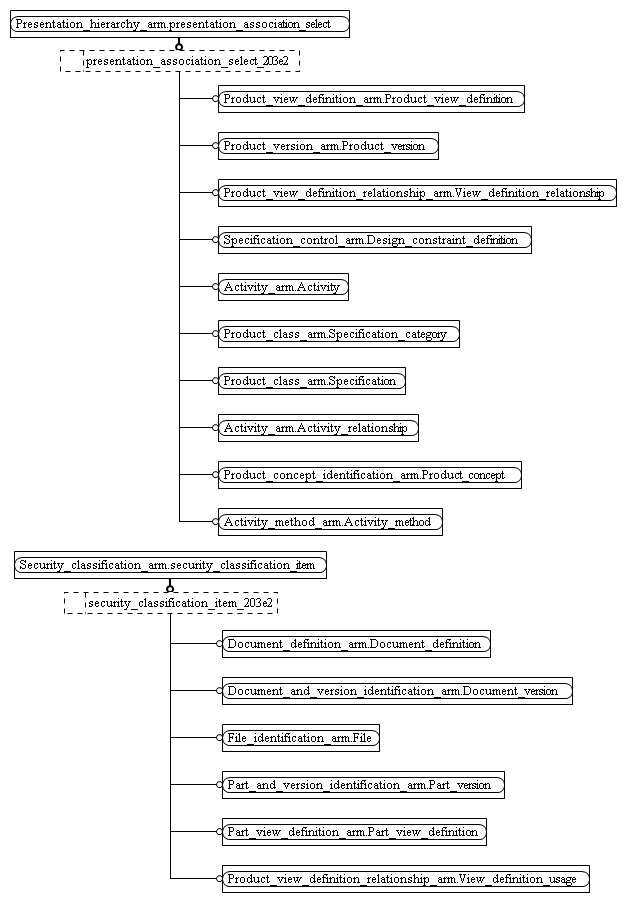 Presentation_hierarchy_arm.presentation_association_select
presentation_association_select_203e2
Product_view_definition_arm.Product_view_definition
Product_version_arm.Product_version
Product_view_definition_relationship_arm.View_definition_relationship
Specification_control_arm.Design_constraint_definition
Activity_arm.Activity
Product_class_arm.Specification_category
Product_class_arm.Specification
Activity_arm.Activity_relationship
Product_concept_identification_arm.Product_concept
Activity_method_arm.Activity_method
Security_classification_arm.security_classification_item
security_classification_item_203e2
Document_definition_arm.Document_definition
Document_and_version_identification_arm.Document_version
File_identification_arm.File
Part_and_version_identification_arm.Part_version
Part_view_definition_arm.Part_view_definition
Product_view_definition_relationship_arm.View_definition_usage